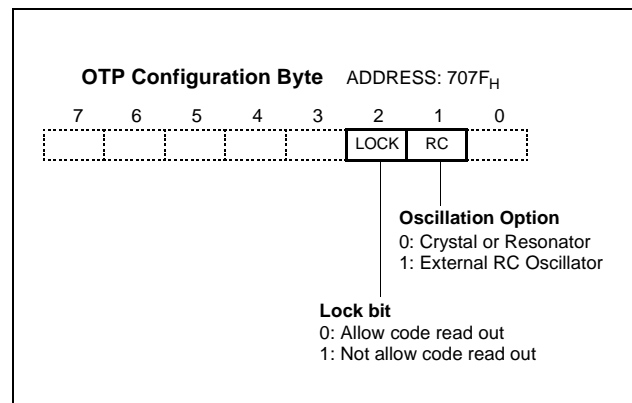 OTP Configuration Byte ADDRESS: 707FH
7 6 5 4 3 2 1 0
LOCK RC
Oscillation Option
0: Crystal or Resonator
1: External RC Oscillator
Lock bit
0: Allow code read out
1: Not allow code read out